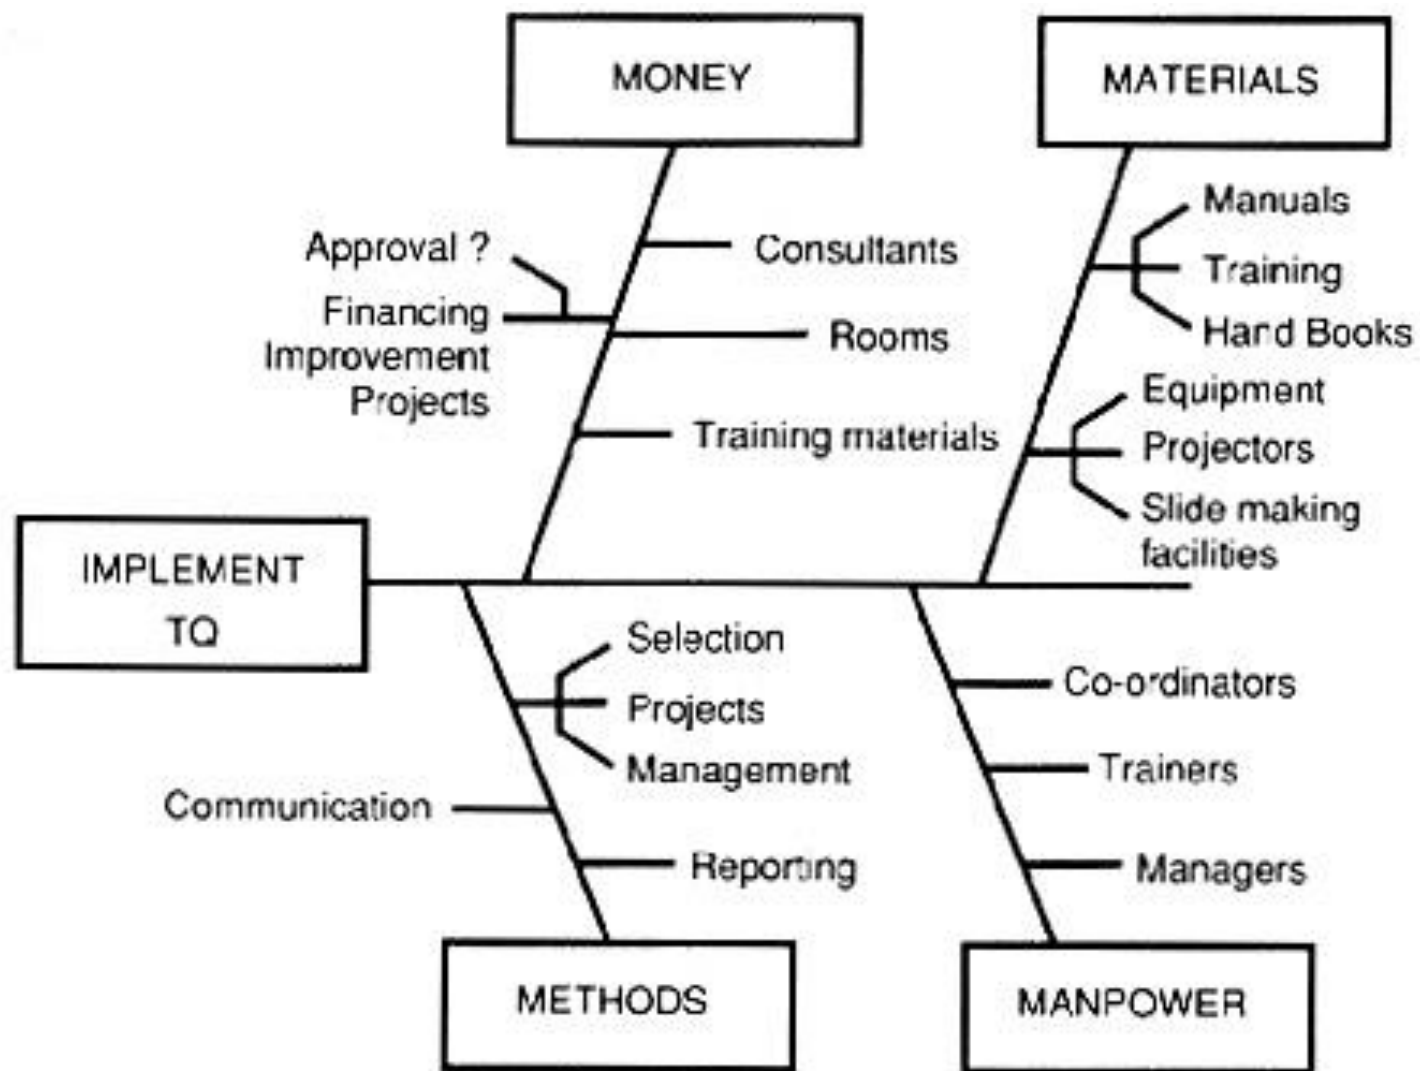 MONEY
MATERIALS
Approval ?
Financing
Improvement
Projects
Consultants
Rooms
Training materials
Manuals
Training
Hand Books
Equipment
Projectors
Slide making
facilities
IMPLEMENT
TQ
Selection
Projects
Management
Communication
Reporting
Co-ordinators
Trainers
Managers
METHODS
MANPOWER